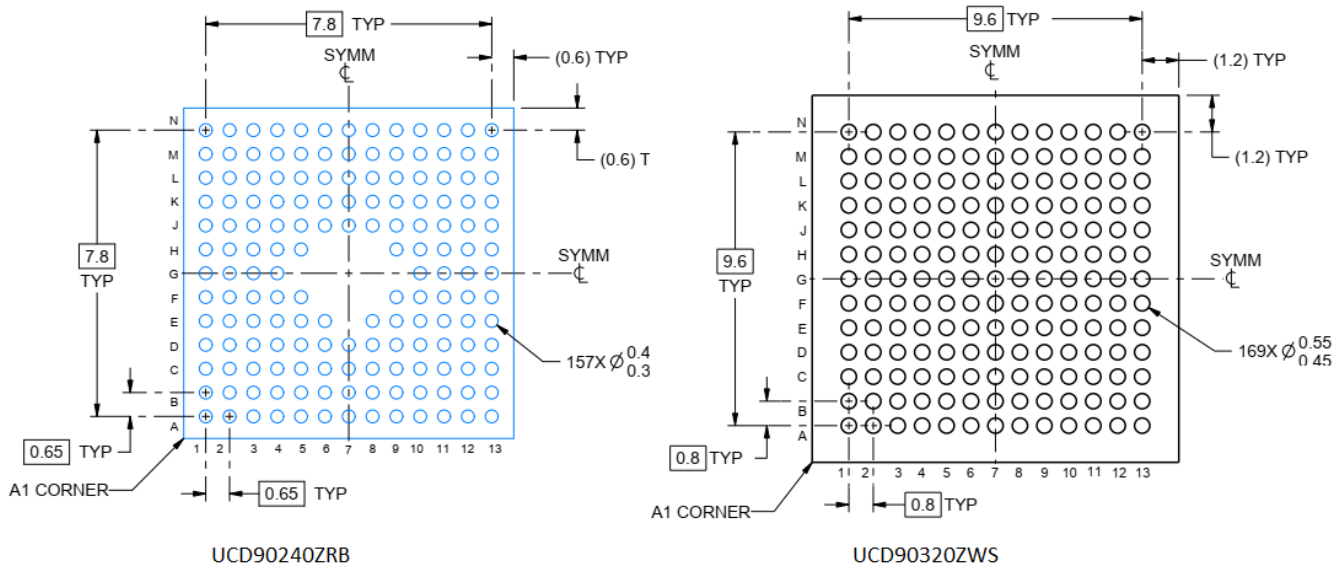 7.8 TYP
SYMM
℄
(0.6) TYP
N
M
L
K
J
H
G
F
E
D
C
B
A
(0.6) T
7.8
TYP
SYMM
℄
157X Ø 0.4
0.3
0.65 TYP
1 2 3 4 5 6 7 8 9 10 11 12 13
A1 CORNER
0.65 TYP
UCD90240ZRB
9.6 TYP
SYMM
℄
(1.2) TYP
N
M
L
K
J
H
G
F
E
D
C
B
A
(1.2) TYP
9.6
TYP
SYMM
℄
169X Ø 0.55
0.45
0.8 TYP
1 2 3 4 5 6 7 8 9 10 11 12 13
A1 CORNER
0.8 TYP
UCD90320ZWS